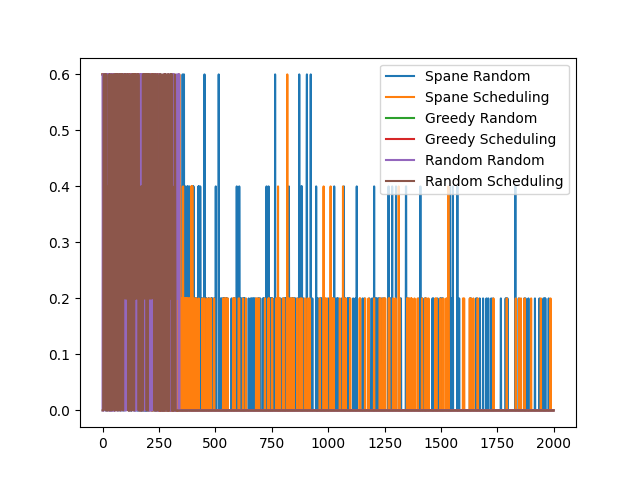 0.6
0.5
0.4
0.3
0.2
0.1
0.0
0
250
500
750
1000
1250
1500
1750
2000
Spane Random
Spane Scheduling
Greedy Random
Greedy Scheduling
Random Random
Random Scheduling